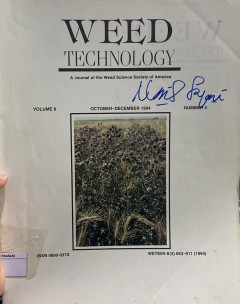 WEED
TECHNOLOGY
A Journal of the Weed Science Society of America
VOLUME 8 OCTOBER–DECEMBER 1994 NUMBER 4
ISSN 0890-037X WETEE9 8(4) 663–911 (1994)